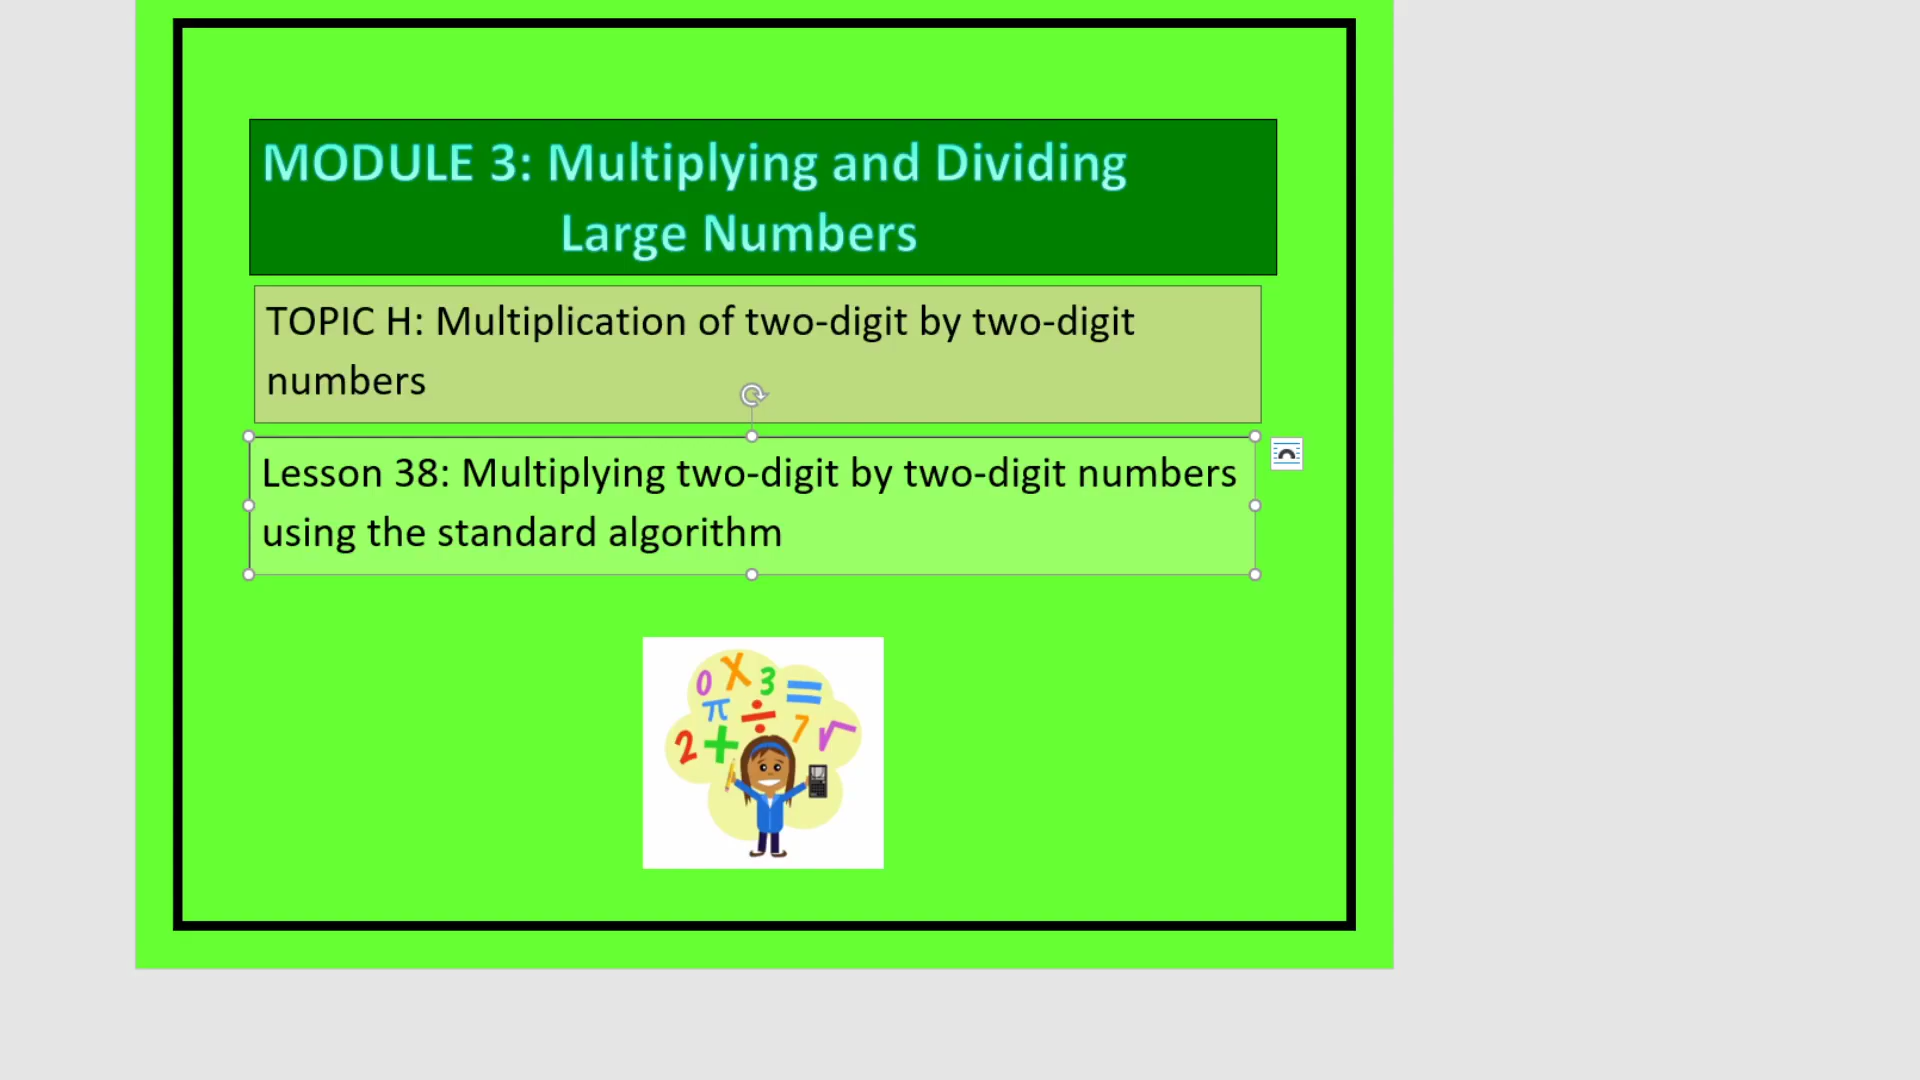 MODULE 3: Multiplying and Dividing
Large Numbers
TOPIC H: Multiplication of two-digit by two-digit
numbers
Lesson 38: Multiplying two-digit by two-digit numbers
using the standard algorithm
0 X 3 =
π ÷ 7 √
2 +